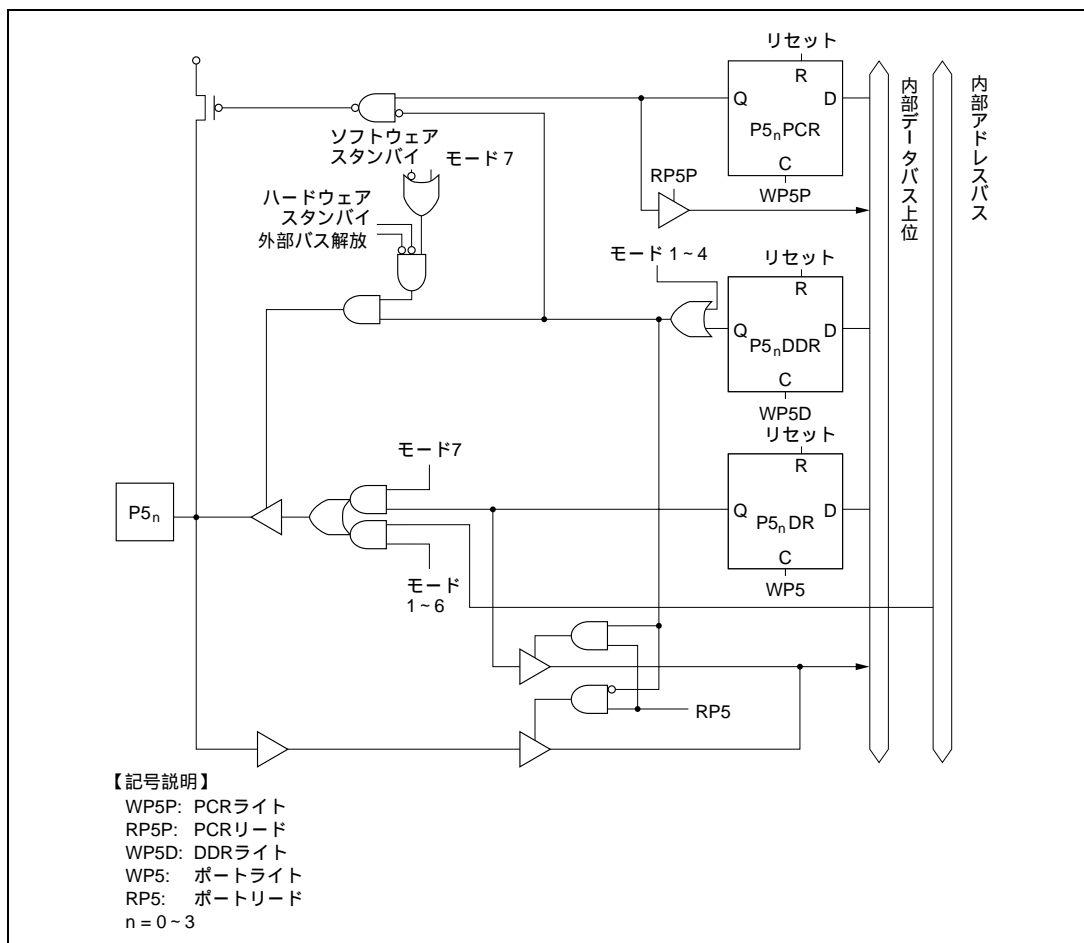 リセット
R
Q
D
P5nPCR
C
WP5P
内部データバス上位
内部アドレスバス
ソフトウェア
スタンバイ
モード 7
RP5P
ハードウェア
スタンバイ
外部バス解放
モード 1~4
リセット
R
Q
D
P5nDDR
C
WP5D
リセット
R
Q
D
P5nDR
C
WP5
モード7
P5n
モード
1~6
RP5
【記号説明】
WP5P: PCRライト
RP5P: PCRリード
WP5D: DDRライト
WP5: ポートライト
RP5: ポートリード
n = 0~3